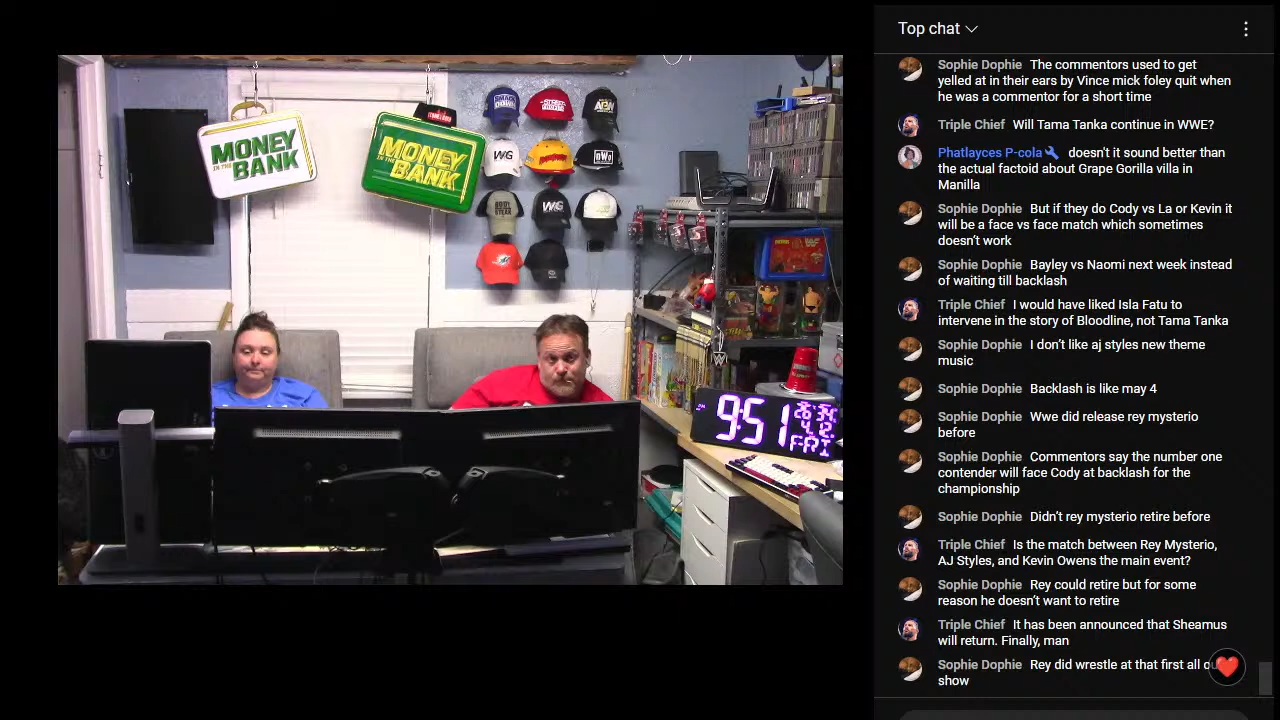 Top chat
Sophie Dophie The commentors used to get
yelled at in their ears by Vince mick foley quit when
he was a commentor for a short time
Triple Chief Will Tama Tanka continue in WWE?
Phatlayces P-cola doesn't it sound better than
the actual factoid about Grape Gorilla villa in
Manilla
Sophie Dophie But if they do Cody vs La or Kevin it
will be a face vs face match which sometimes
doesn't work
Sophie Dophie Bayley vs Naomi next week instead
of waiting till backlash
Triple Chief I would have liked Isla Fatu to
intervene in the story of Bloodline, not Tama Tanka
Sophie Dophie I don't like aj styles new theme
music
Sophie Dophie Backlash is like may 4
Sophie Dophie Wwe did release rey mysterio
before
Sophie Dophie Commentors say the number one
contender will face Cody at backlash for the
championship
Sophie Dophie Didn't rey mysterio retire before
Triple Chief Is the match between Rey Mysterio,
AJ Styles, and Kevin Owens the main event?
Sophie Dophie Rey could retire but for some
reason he doesn't want to retire
Triple Chief It has been announced that Sheamus
will return. Finally, man
Sophie Dophie Rey did wrestle at that first all
show
MONEY
IN THE
BANK
MONEY
IN THE
BANK
WG
nWo
WG
9:51
4.12
FRI